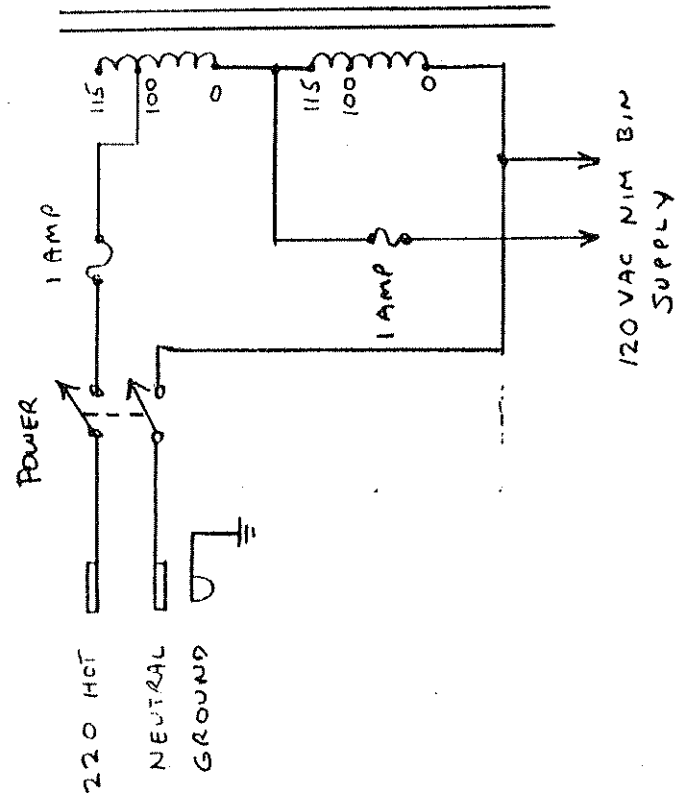 220 HOT
NEUTRAL
GROUND
POWER
1 AMP
115
100
0
115
100
0
1 AMP
120 VAC NIM BIN
SUPPLY